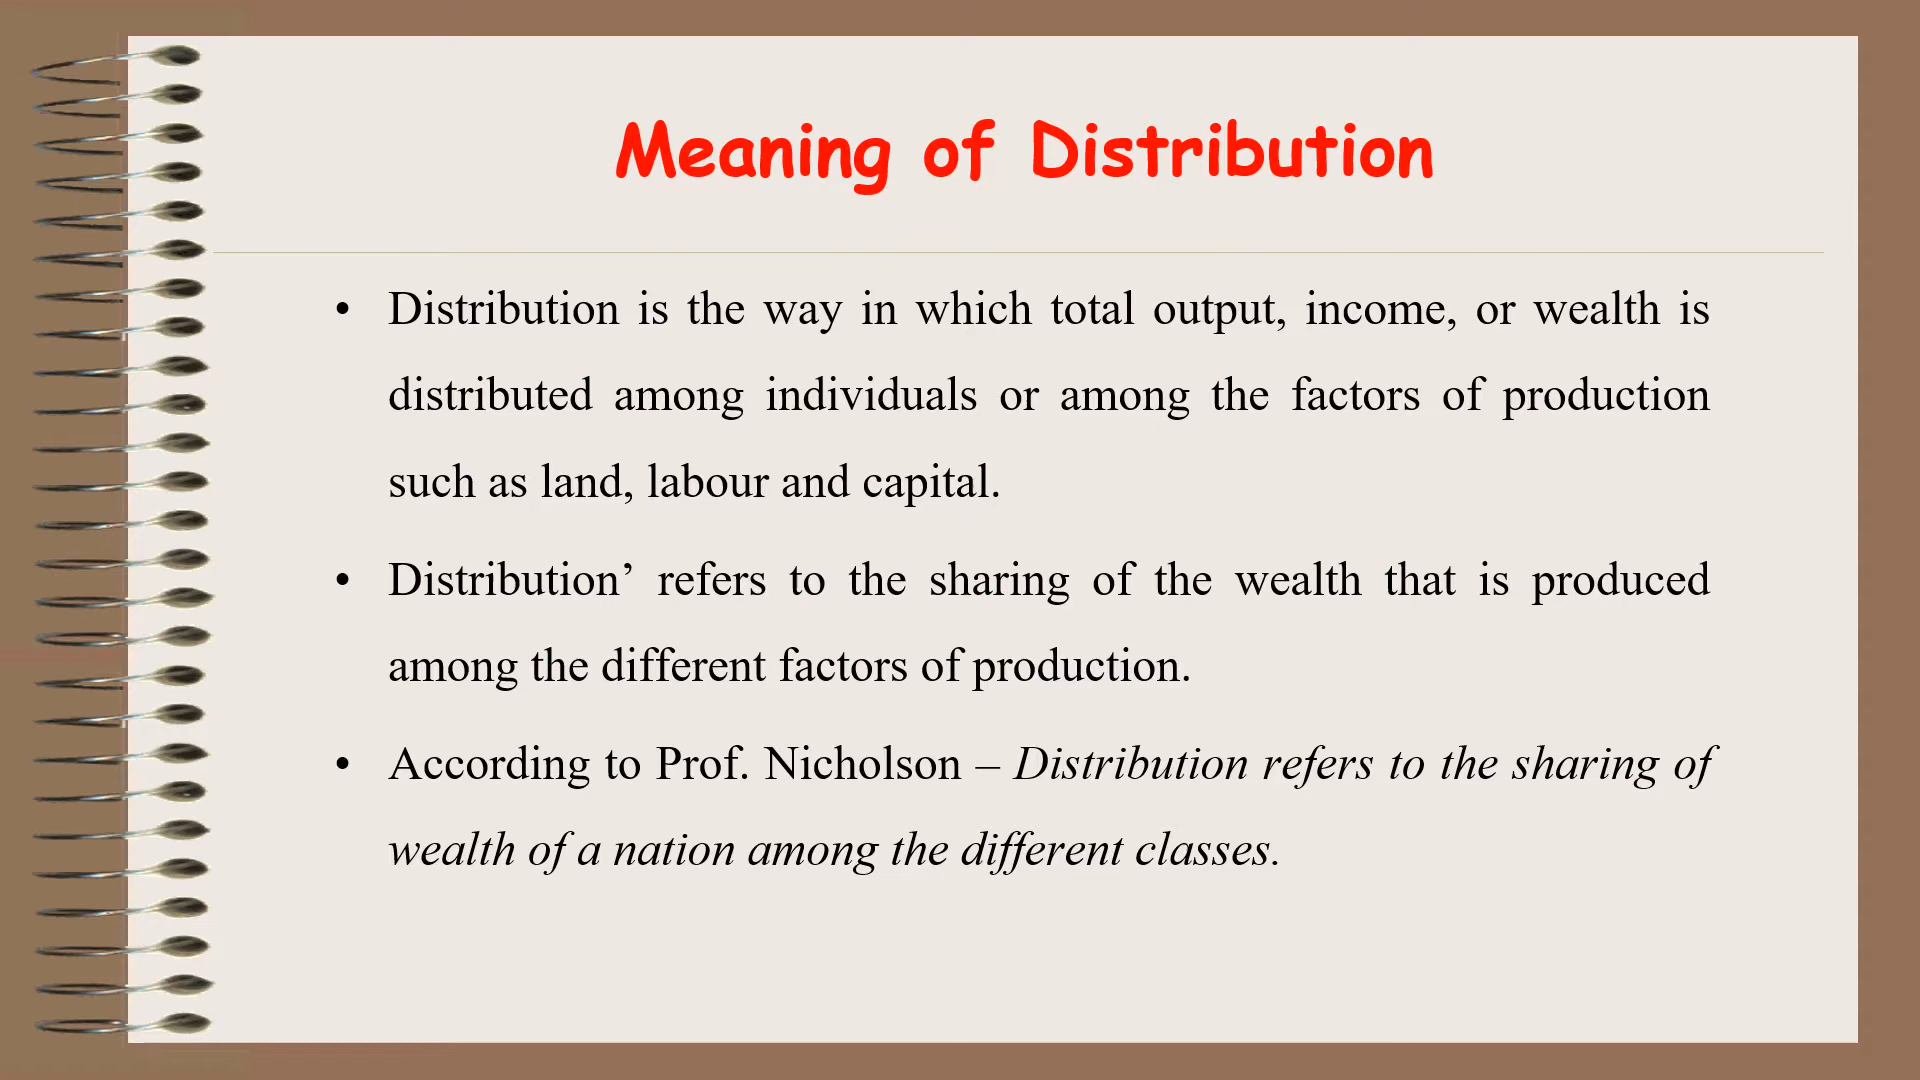 Meaning of Distribution
• Distribution is the way in which total output, income, or wealth is
distributed among individuals or among the factors of production
such as land, labour and capital.
• Distribution’ refers to the sharing of the wealth that is produced
among the different factors of production.
• According to Prof. Nicholson – Distribution refers to the sharing of
wealth of a nation among the different classes.